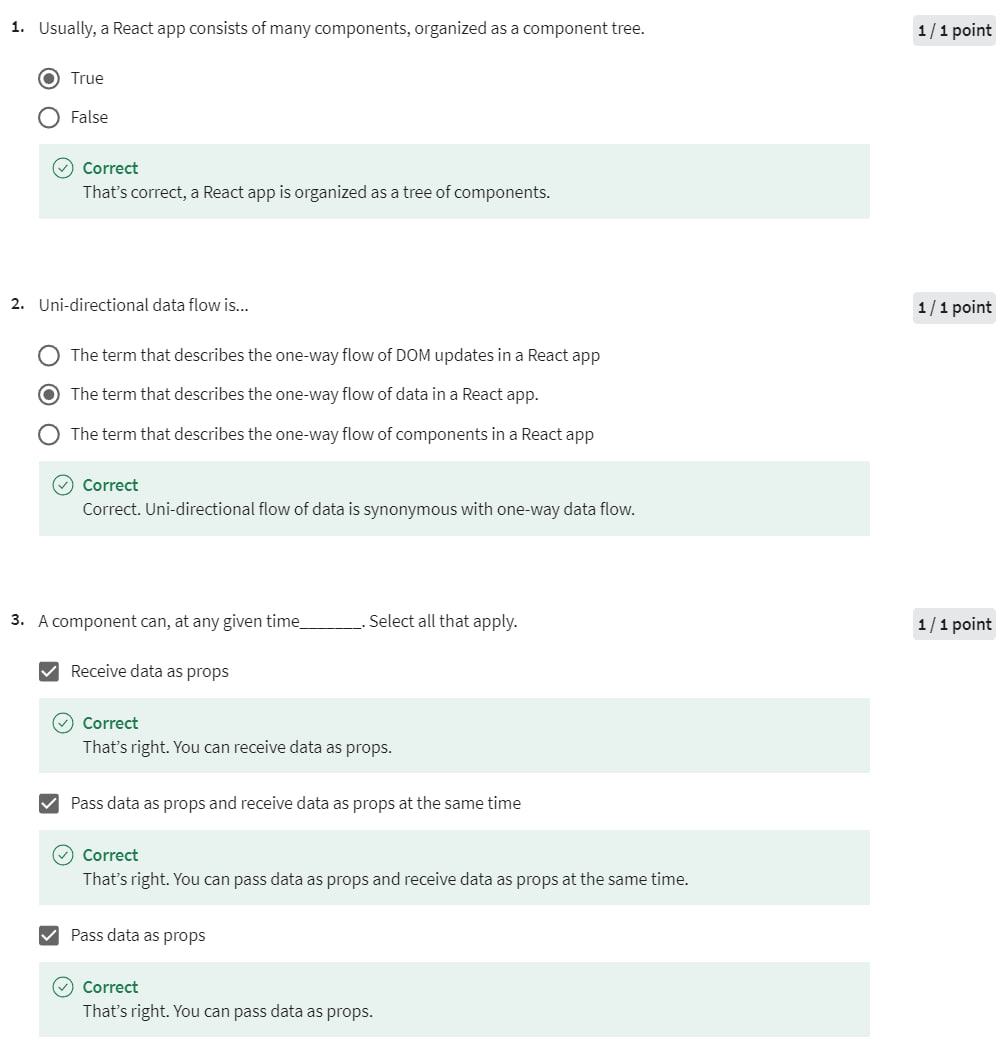 1. Usually, a React app consists of many components, organized as a component tree.
1 / 1 point
True
False
Correct
That’s correct, a React app is organized as a tree of components.
2. Uni-directional data flow is...
1 / 1 point
The term that describes the one-way flow of DOM updates in a React app
The term that describes the one-way flow of data in a React app.
The term that describes the one-way flow of components in a React app
Correct
Correct. Uni-directional flow of data is synonymous with one-way data flow.
3. A component can, at any given time_______. Select all that apply.
1 / 1 point
Receive data as props
Correct
That’s right. You can receive data as props.
Pass data as props and receive data as props at the same time
Correct
That’s right. You can pass data as props and receive data as props at the same time.
Pass data as props
Correct
That’s right. You can pass data as props.